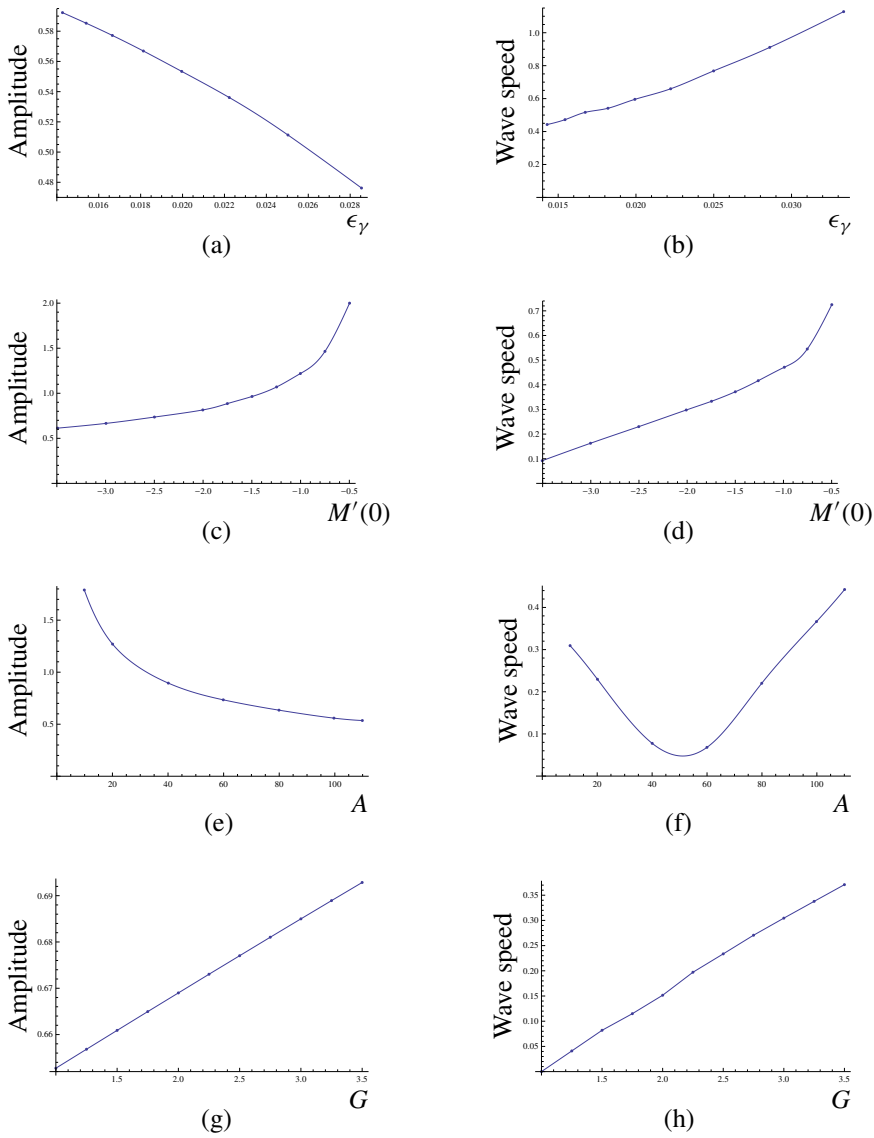 Amplitude
0.58
0.56
0.54
0.52
0.50
0.48
0.016 0.018 0.020 0.022 0.024 0.026 0.028
ϵγ
(a)
Wave speed
1.0
0.8
0.6
0.4
0.2
0.015 0.020 0.025 0.030
ϵγ
(b)
Amplitude
2.0
1.5
1.0
0.5
−3.0 −2.5 −2.0 −1.5 −1.0 −0.5
M′(0)
(c)
Wave speed
0.7
0.6
0.5
0.4
0.3
0.2
0.1
−3.0 −2.5 −2.0 −1.5 −1.0 −0.5
M′(0)
(d)
Amplitude
1.5
1.0
0.5
20 40 60 80 100
A
(e)
Wave speed
0.4
0.3
0.2
0.1
20 40 60 80 100
A
(f)
Amplitude
0.69
0.68
0.67
0.66
1.5 2.0 2.5 3.0 3.5
G
(g)
Wave speed
0.35
0.30
0.25
0.20
0.15
0.10
0.05
1.5 2.0 2.5 3.0 3.5
G
(h)